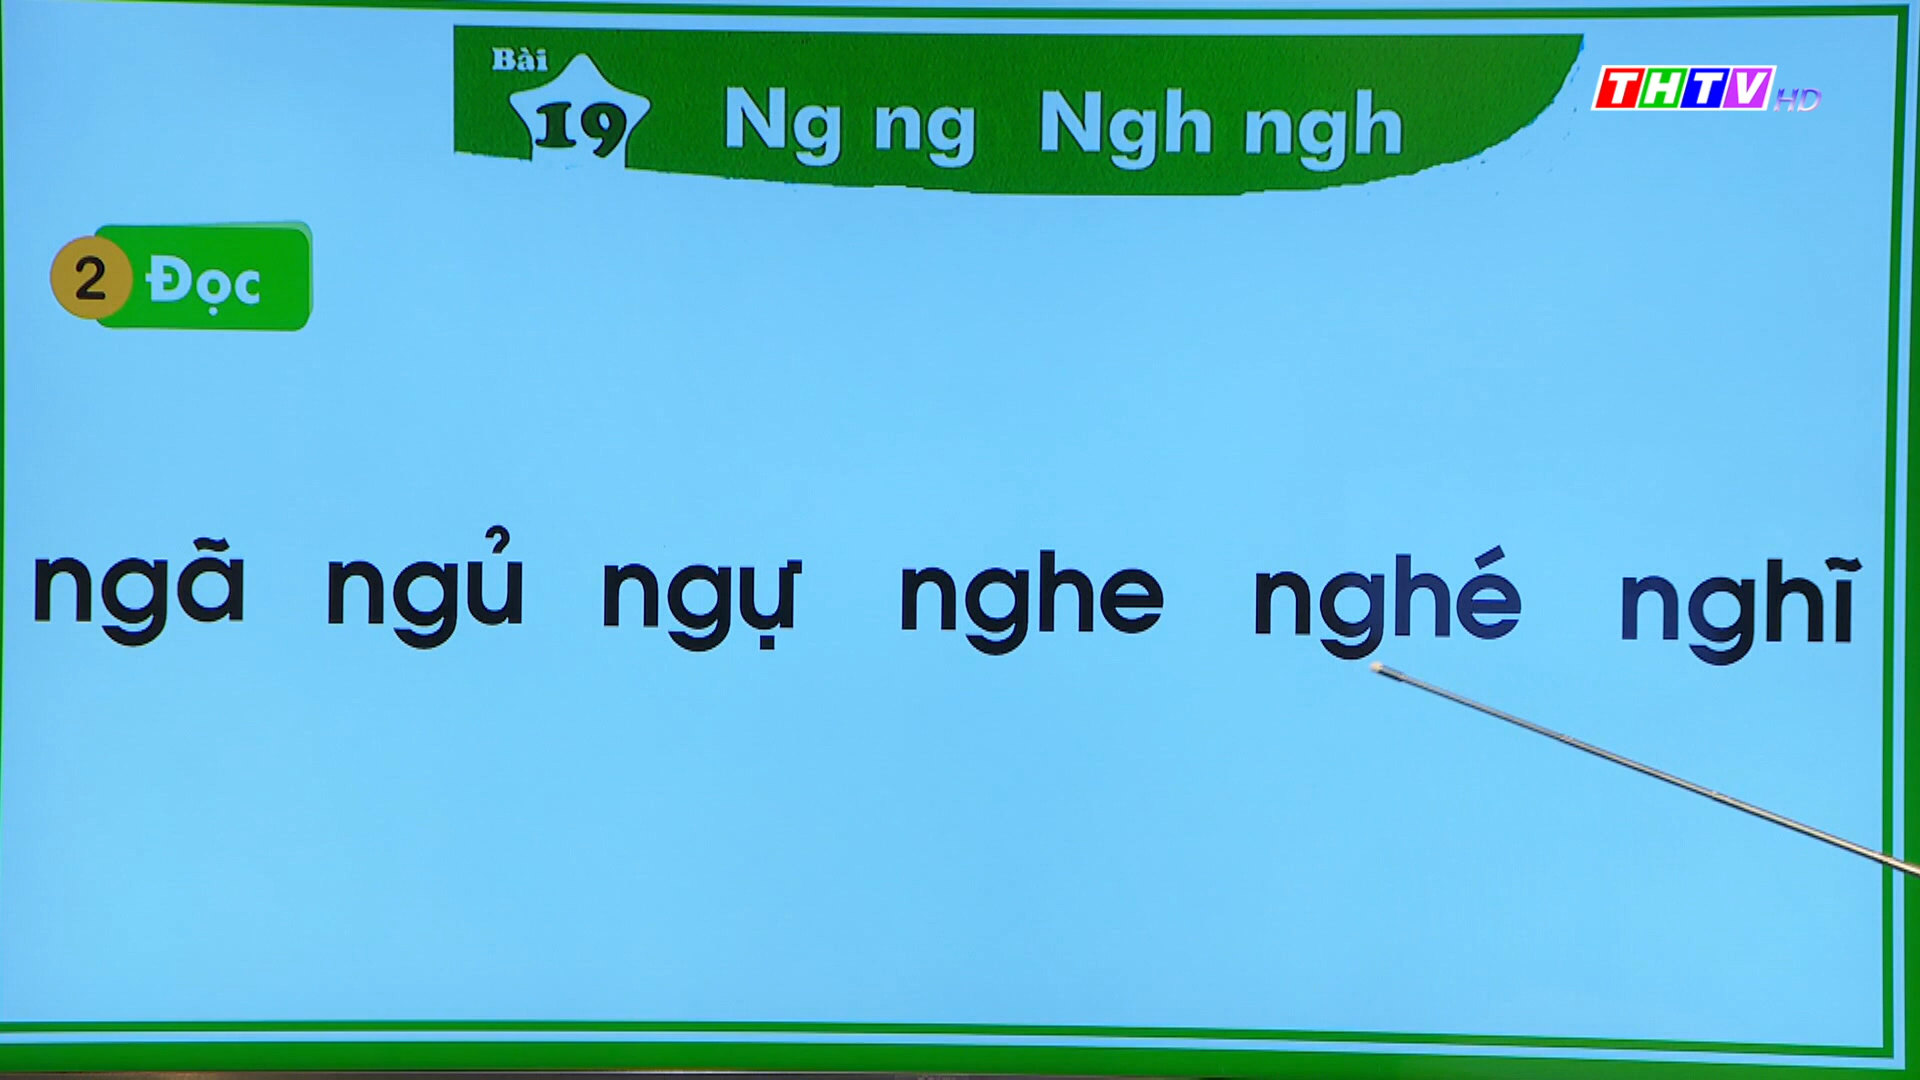 Bài
19 Ng ng Ngh ngh
THTV HD
2 Đọc
ngã ngủ ngự nghe nghé nghĩ